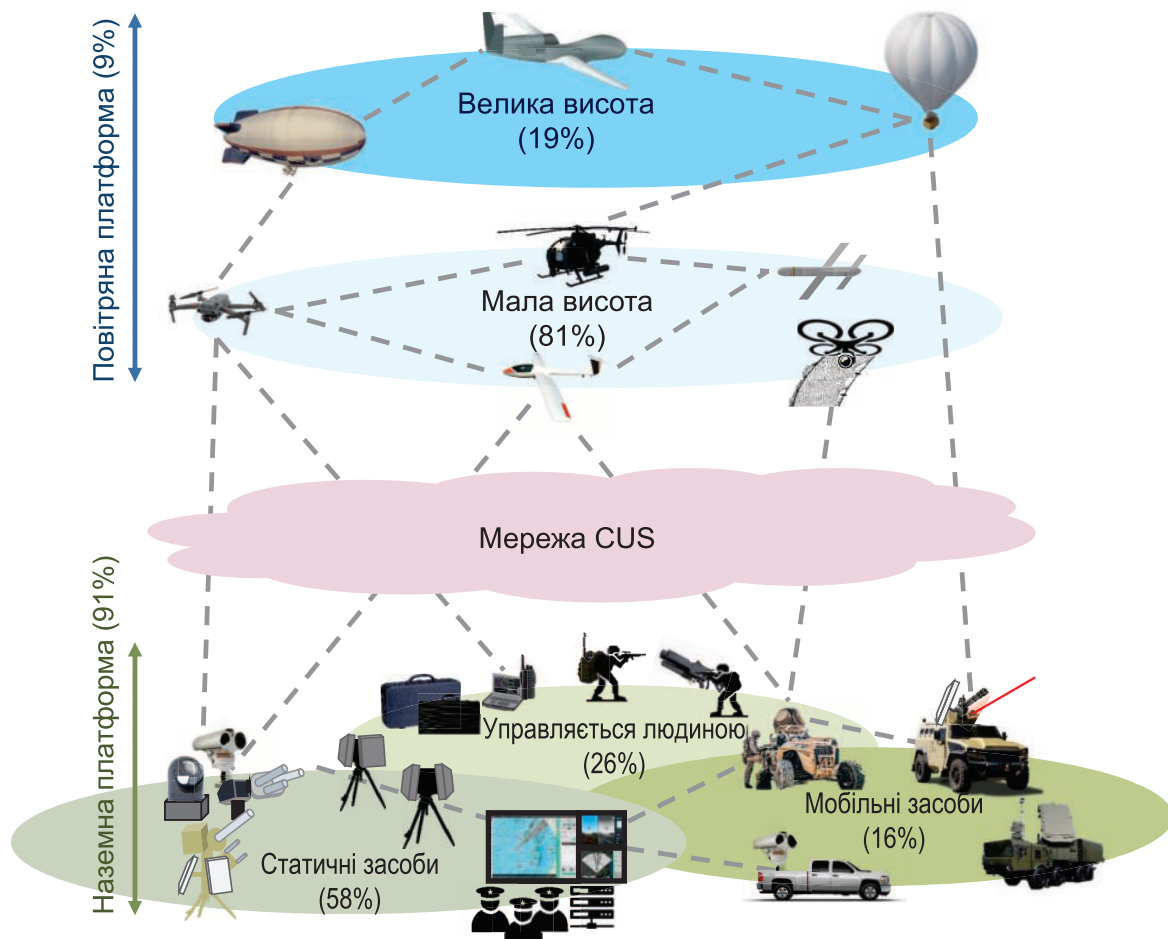 Повітряна платформа (9%)
Велика висота
(19%)
Мала висота
(81%)
Мережа CUS
Наземна платформа (91%)
Управляється людиною
(26%)
Мобільні засоби
(16%)
Статичні засоби
(58%)